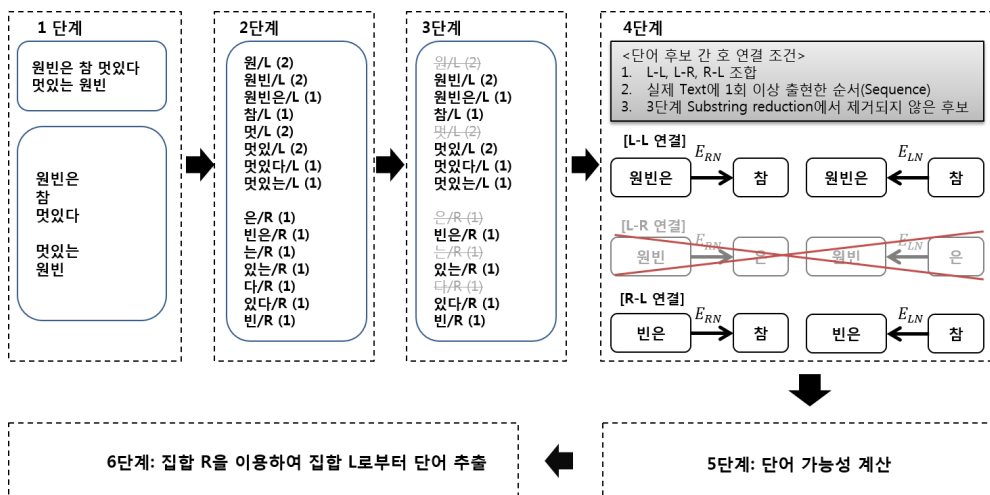 1 단계
원빈은 참 멋있다
멋있는 원빈
원빈은
참
멋있다
멋있는
원빈
2단계
원/L (2)
원빈/L (2)
원빈은/L (1)
참/L (1)
멋/L (2)
멋있/L (2)
멋있다/L (1)
멋있는/L (1)
은/R (1)
빈은/R (1)
는/R (1)
있는/R (1)
다/R (1)
있다/R (1)
빈/R (1)
3단계
원/L (2)
원빈/L (2)
원빈은/L (1)
참/L (1)
멋/L (2)
멋있/L (2)
멋있다/L (1)
멋있는/L (1)
은/R (1)
빈은/R (1)
는/R (1)
있는/R (1)
다/R (1)
있다/R (1)
빈/R (1)
4단계
<단어 후보 간 호 연결 조건>
1. L-L, L-R, R-L 조합
2. 실제 Text에 1회 이상 출현한 순서(Sequence)
3. 3단계 Substring reduction에서 제거되지 않은 후보
[L-L 연결]
원빈은 E_RN 참 원빈은 E_LN 참
[L-R 연결]
원빈 E_RN 은 원빈 E_LN 은
[R-L 연결]
빈은 E_RN 참 빈은 E_LN 참
5단계: 단어 가능성 계산
6단계: 집합 R을 이용하여 집합 L로부터 단어 추출